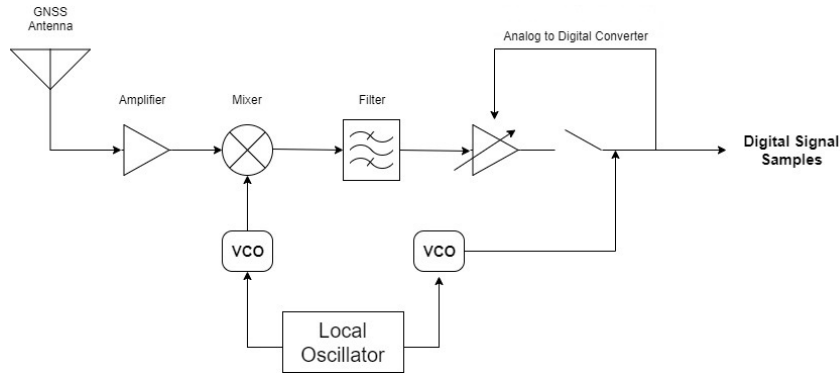 GNSS
Antenna
Analog to Digital Converter
Amplifier
Mixer
Filter
Digital Signal
Samples
VCO
VCO
Local
Oscillator